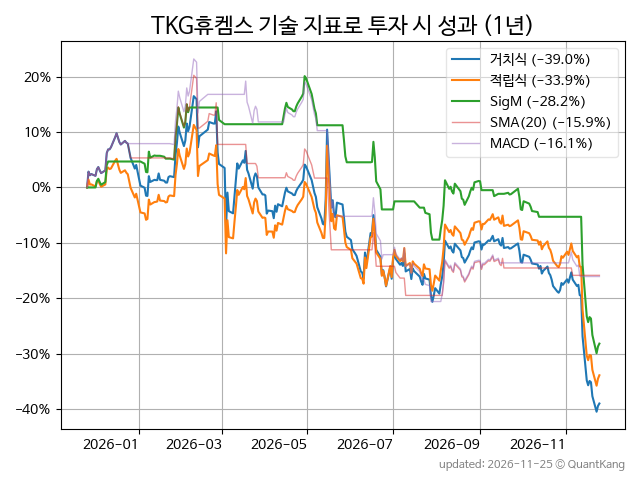 TKG휴켐스 기술 지표로 투자 시 성과 (1년)
거치식 (−39.0%)
적립식 (−33.9%)
SigM (−28.2%)
SMA(20) (−15.9%)
MACD (−16.1%)
20%
10%
0%
−10%
−20%
−30%
−40%
2026-01
2026-03
2026-05
2026-07
2026-09
2026-11
updated: 2026-11-25 © QuantKang